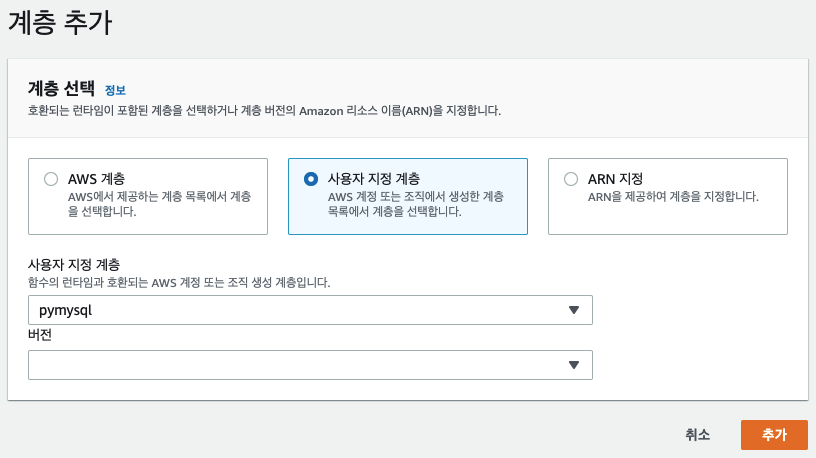 계층 추가
계층 선택 정보
호환되는 런타임이 포함된 계층을 선택하거나 계층 버전의 Amazon 리소스 이름(ARN)을 지정합니다.
AWS 계층
AWS에서 제공하는 계층 목록에서 계층
을 선택합니다.
사용자 지정 계층
AWS 계정 또는 조직에서 생성한 계층
목록에서 계층을 선택합니다.
ARN 지정
ARN을 제공하여 계층을 지정합니다.
사용자 지정 계층
함수의 런타임과 호환되는 AWS 계정 또는 조직 생성 계층입니다.
pymysql
버전
취소 추가